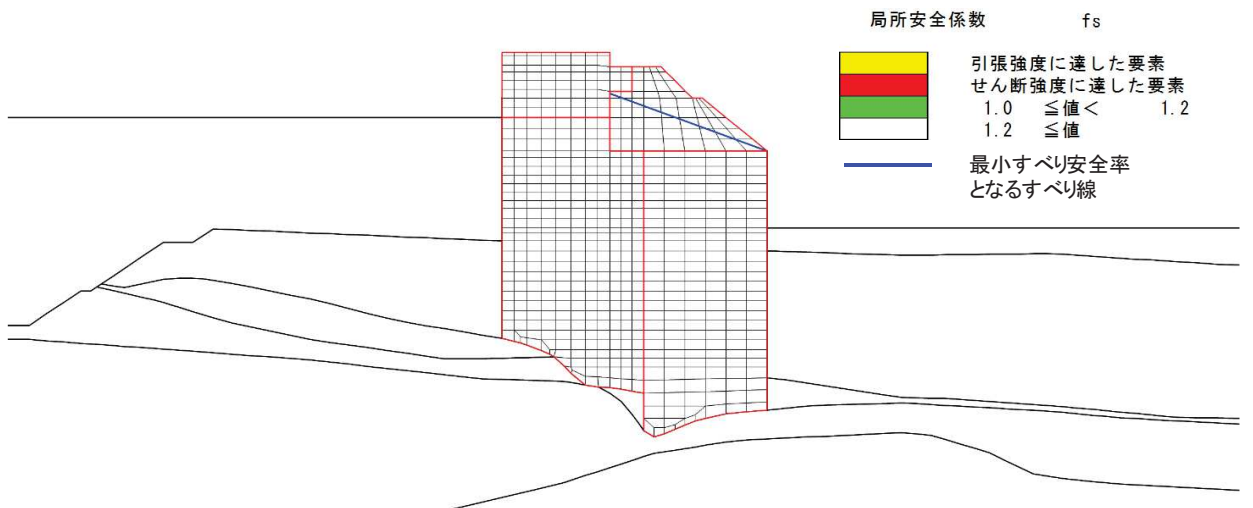 局所安全係数 fs
引張強度に達した要素
せん断強度に達した要素
1.0 ≦値< 1.2
1.2 ≦値
最小すべり安全率
となるすべり線